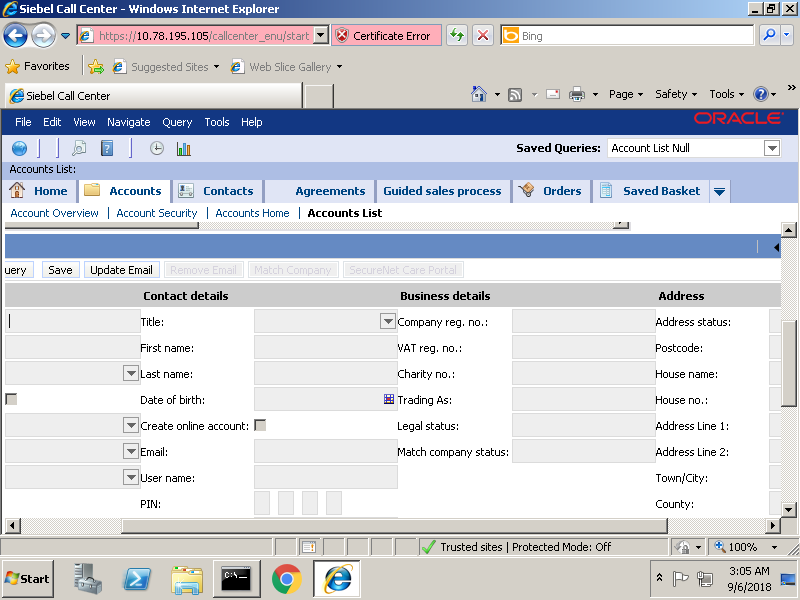 Siebel Call Center - Windows Internet Explorer
https://10.78.195.105/callcenter_enu/start
Certificate Error
Bing
Favorites
Suggested Sites
Web Slice Gallery
Siebel Call Center
Page
Safety
Tools
File Edit View Navigate Query Tools Help
ORACLE
Saved Queries: Account List Null
Accounts List:
Home Accounts Contacts Agreements Guided sales process Orders Saved Basket
Account Overview | Account Security | Accounts Home | Accounts List
uery Save Update Email Remove Email Match Company SecureNet Care Portal
Contact details Business details Address
Title: Company reg. no.: Address status:
First name: VAT reg. no.: Postcode:
Last name: Charity no.: House name:
Date of birth: Trading As: House no.:
Create online account: Legal status: Address Line 1:
Email: Match company status: Address Line 2:
User name: Town/City:
PIN: County:
Trusted sites | Protected Mode: Off
100%
Start
C:\
3:05 AM
9/6/2018